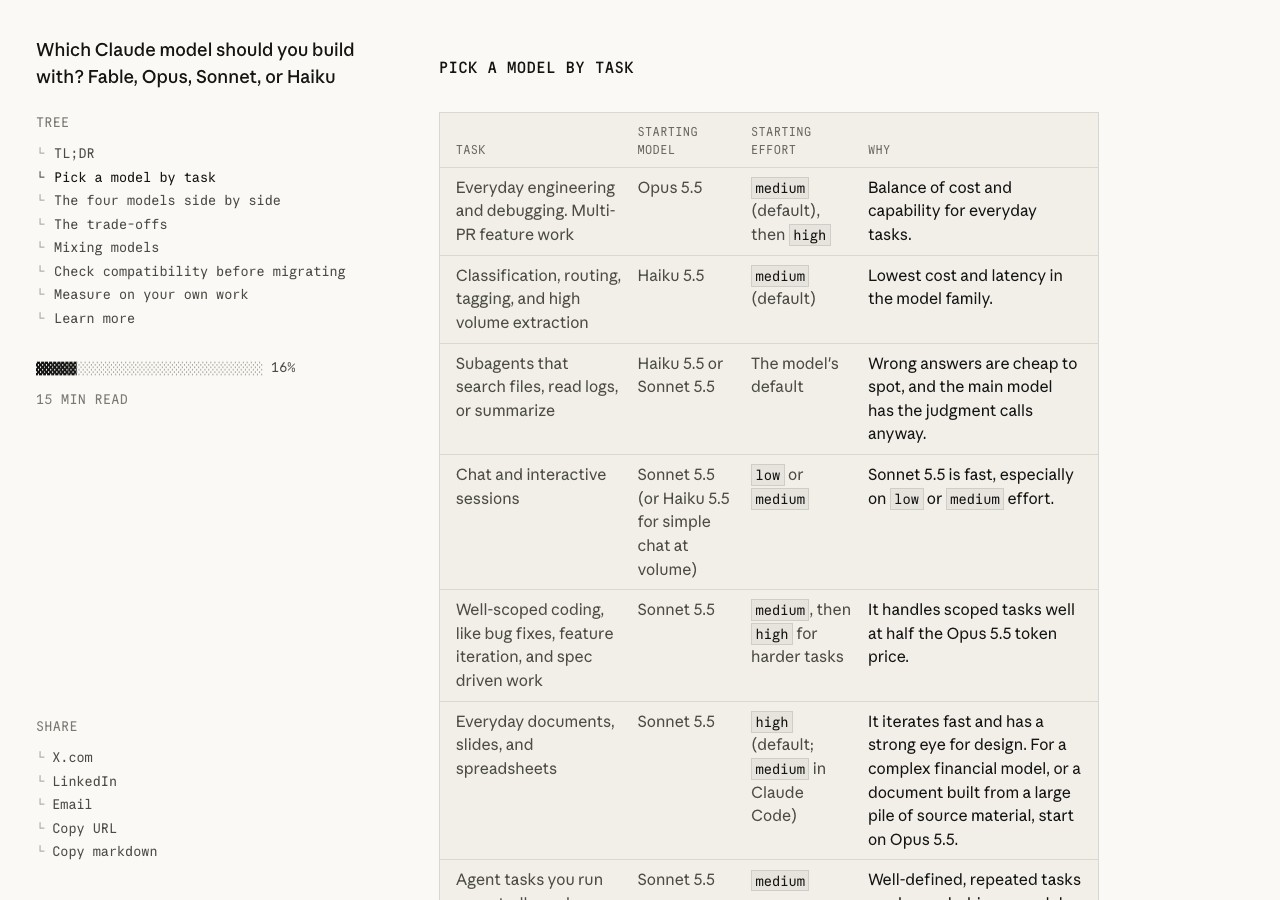 Which Claude model should you build
with? Fable, Opus, Sonnet, or Haiku
TREE
└ TL;DR
└ Pick a model by task
└ The four models side by side
└ The trade-offs
└ Mixing models
└ Check compatibility before migrating
└ Measure on your own work
└ Learn more
16%
15 MIN READ
SHARE
└ X.com
└ LinkedIn
└ Email
└ Copy URL
└ Copy markdown
PICK A MODEL BY TASK
TASK
STARTING
MODEL
STARTING
EFFORT
WHY
Everyday engineering
and debugging. Multi-
PR feature work
Opus 5.5
medium
(default),
then high
Balance of cost and
capability for everyday
tasks.
Classification, routing,
tagging, and high
volume extraction
Haiku 5.5
medium
(default)
Lowest cost and latency in
the model family.
Subagents that
search files, read logs,
or summarize
Haiku 5.5 or
Sonnet 5.5
The model's
default
Wrong answers are cheap to
spot, and the main model
has the judgment calls
anyway.
Chat and interactive
sessions
Sonnet 5.5
(or Haiku 5.5
for simple
chat at
volume)
low or
medium
Sonnet 5.5 is fast, especially
on low or medium effort.
Well-scoped coding,
like bug fixes, feature
iteration, and spec
driven work
Sonnet 5.5
medium, then
high for
harder tasks
It handles scoped tasks well
at half the Opus 5.5 token
price.
Everyday documents,
slides, and
spreadsheets
Sonnet 5.5
high
(default;
medium in
Claude
Code)
It iterates fast and has a
strong eye for design. For a
complex financial model, or a
document built from a large
pile of source material, start
on Opus 5.5.
Agent tasks you run
Sonnet 5.5
medium
Well-defined, repeated tasks